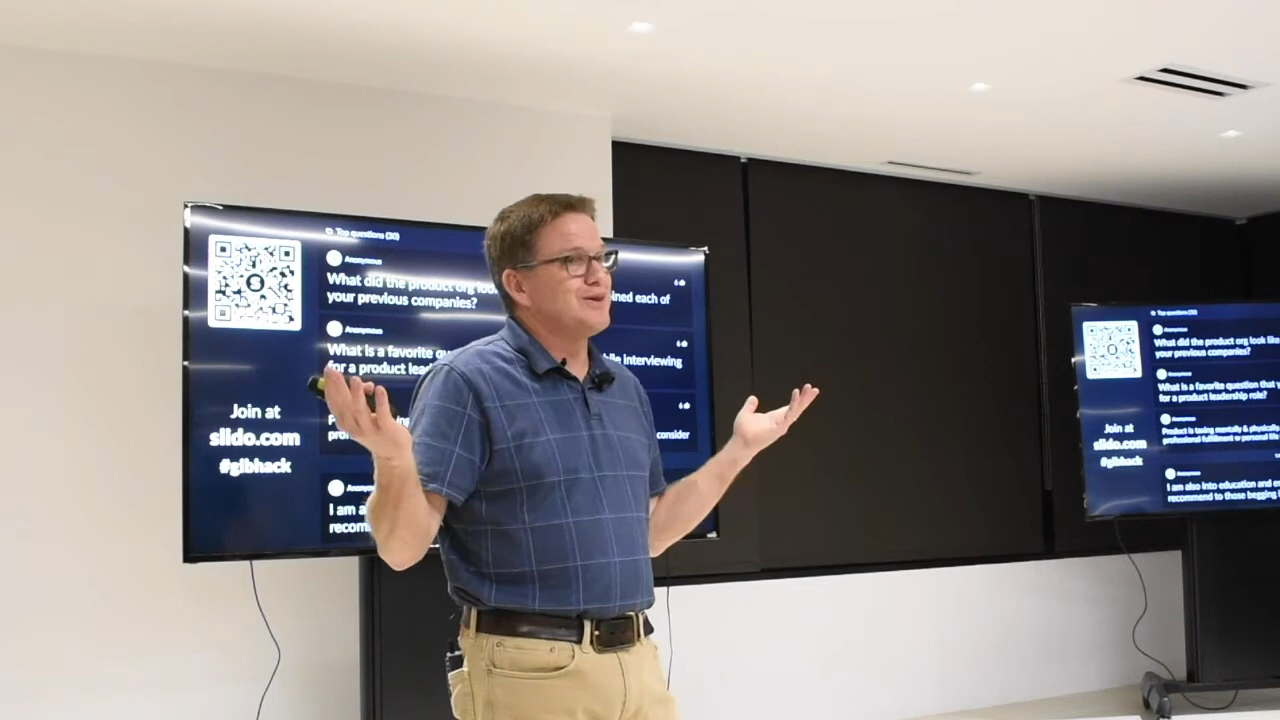 Top questions (30)
Anonymous
What did the product org
ined each of
your previous companies?
6
Anonymous
What is a favorite
while interviewing
for a product
6
consider
Anonymous
I am
Join at
slido.com
#gibhack
Top questions (30)
Anonymous
What did the product org look like
your previous companies?
Anonymous
What is a favorite question that
for a product leadership role?
Anonymous
Product is taxing mentally & physically
professional fulfillment w personal
Anonymous
I am also into education and
recommend to those begging
Join at
slido.com
#gibhack